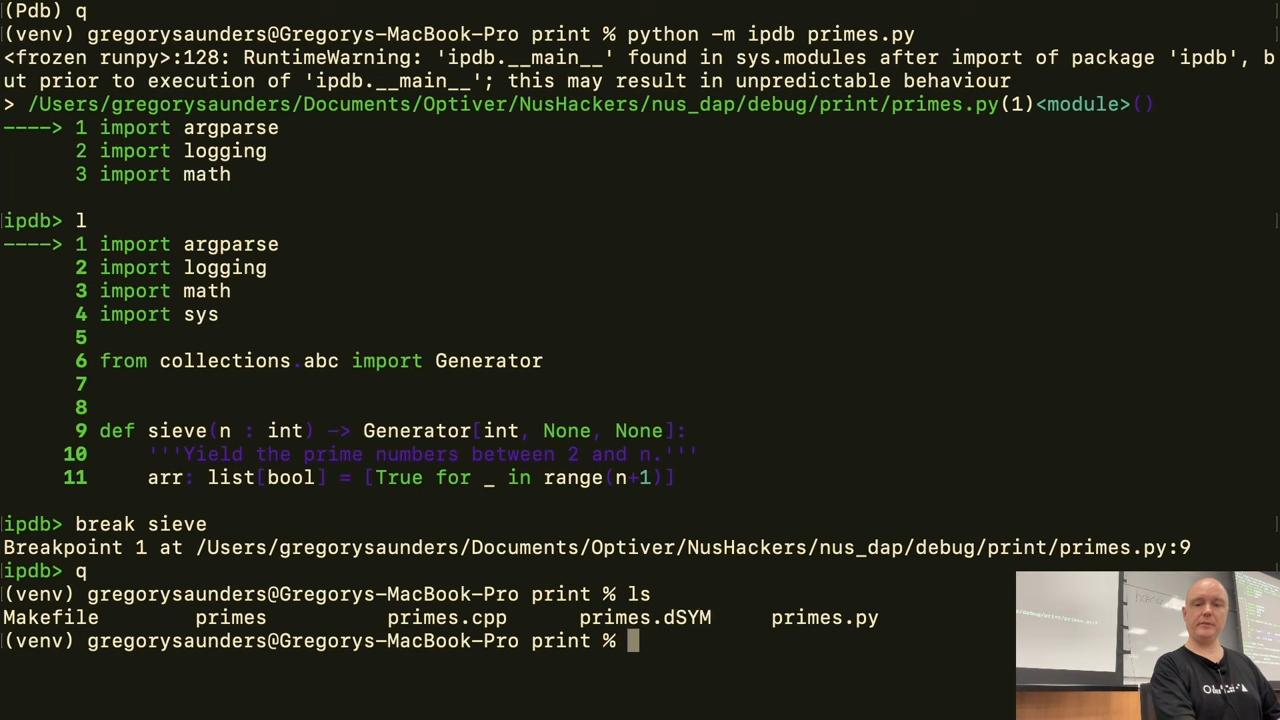 (Pdb) q
(venv) gregorysaunders@Gregorys-MacBook-Pro print % python -m ipdb primes.py
<frozen runpy>:128: RuntimeWarning: 'ipdb.__main__' found in sys.modules after import of package 'ipdb', b
ut prior to execution of 'ipdb.__main__'; this may result in unpredictable behaviour
> /Users/gregorysaunders/Documents/Optiver/NusHackers/nus_dap/debug/print/primes.py(1)<module>()
----> 1 import argparse
      2 import logging
      3 import math

ipdb> l
----> 1 import argparse
      2 import logging
      3 import math
      4 import sys
      5
      6 from collections.abc import Generator
      7
      8
      9 def sieve(n : int) -> Generator[int, None, None]:
     10     '''Yield the prime numbers between 2 and n.'''
     11     arr: list[bool] = [True for _ in range(n+1)]

ipdb> break sieve
Breakpoint 1 at /Users/gregorysaunders/Documents/Optiver/NusHackers/nus_dap/debug/print/primes.py:9
ipdb> q
(venv) gregorysaunders@Gregorys-MacBook-Pro print % ls
Makefile        primes          primes.cpp      primes.dSYM     primes.py
(venv) gregorysaunders@Gregorys-MacBook-Pro print %